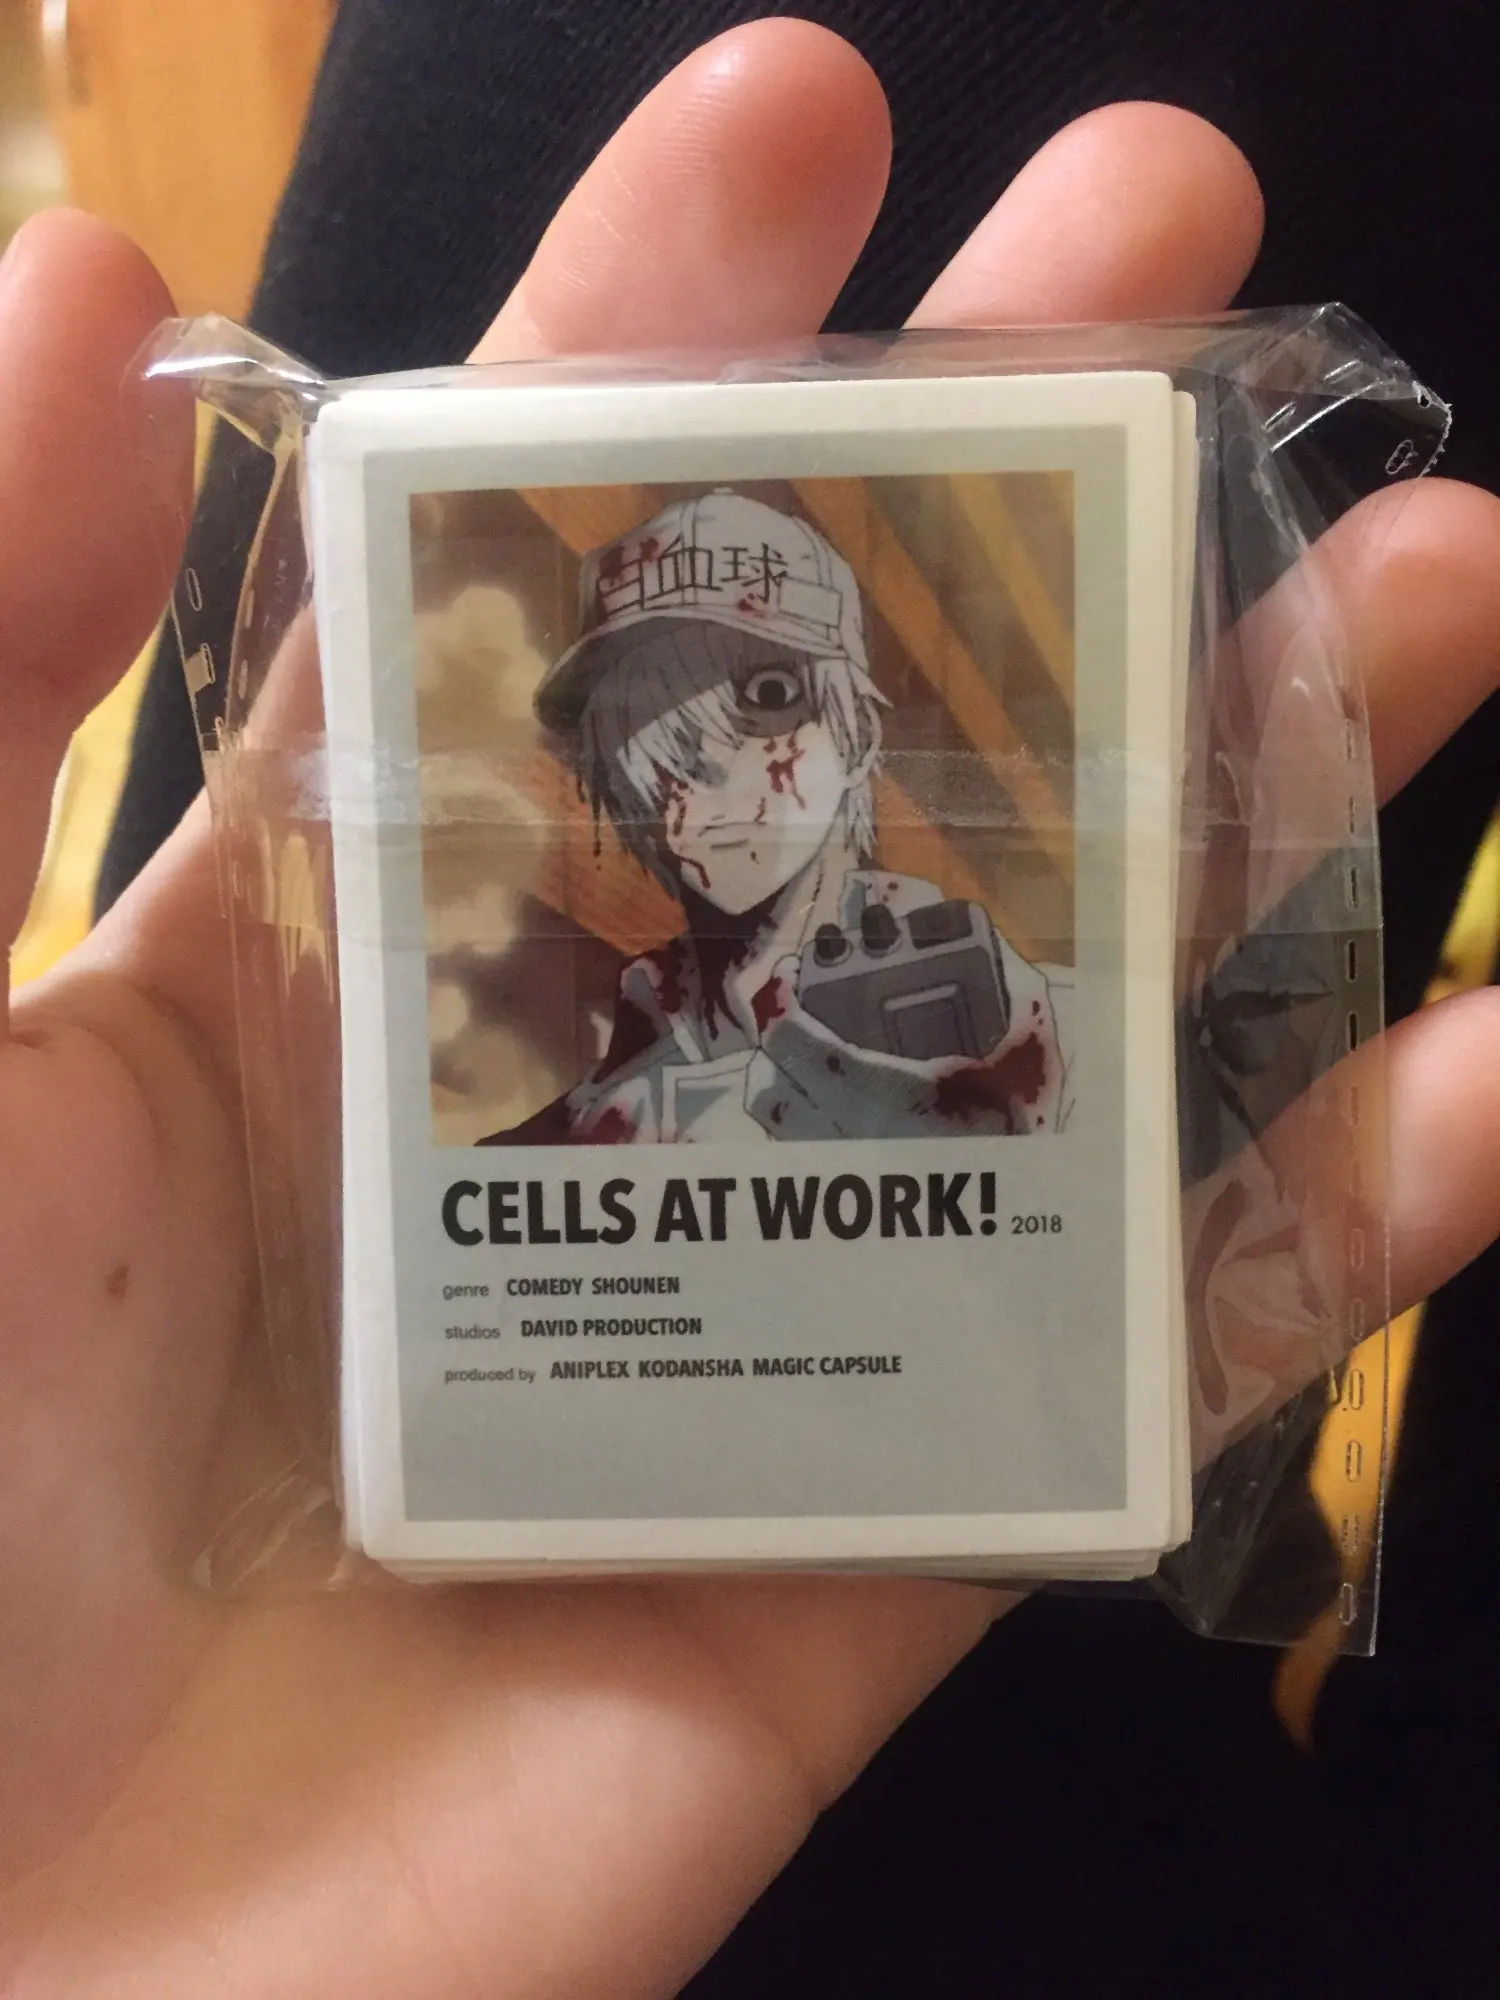 白血球
CELLS AT WORK! 2018
genre COMEDY SHOUNEN
studios DAVID PRODUCTION
produced by ANIPLEX KODANSHA MAGIC CAPSULE